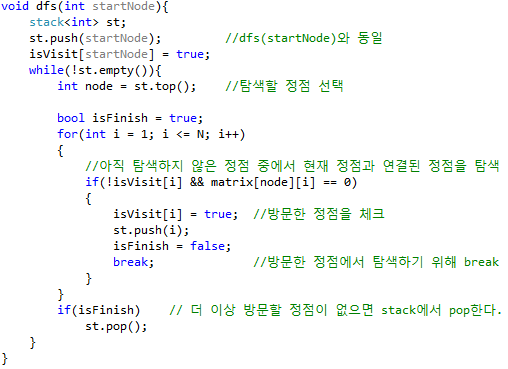 void dfs(int startNode){
    stack<int> st;
    st.push(startNode);         //dfs(startNode)와 동일
    isVisit[startNode] = true;
    while(!st.empty()){
        int node = st.top();    //탐색할 정점 선택
        bool isFinish = true;
        for(int i = 1; i <= N; i++)
        {
            //아직 탐색하지 않은 정점 중에서 현재 정점과 연결된 정점을 탐색
            if(!isVisit[i] && matrix[node][i] == 0)
            {
                isVisit[i] = true;  //방문한 정점을 체크
                st.push(i);
                isFinish = false;
                break;              //방문한 정점에서 탐색하기 위해 break
            }
        }
        if(isFinish)    // 더 이상 방문할 정점이 없으면 stack에서 pop한다.
            st.pop();
    }
}